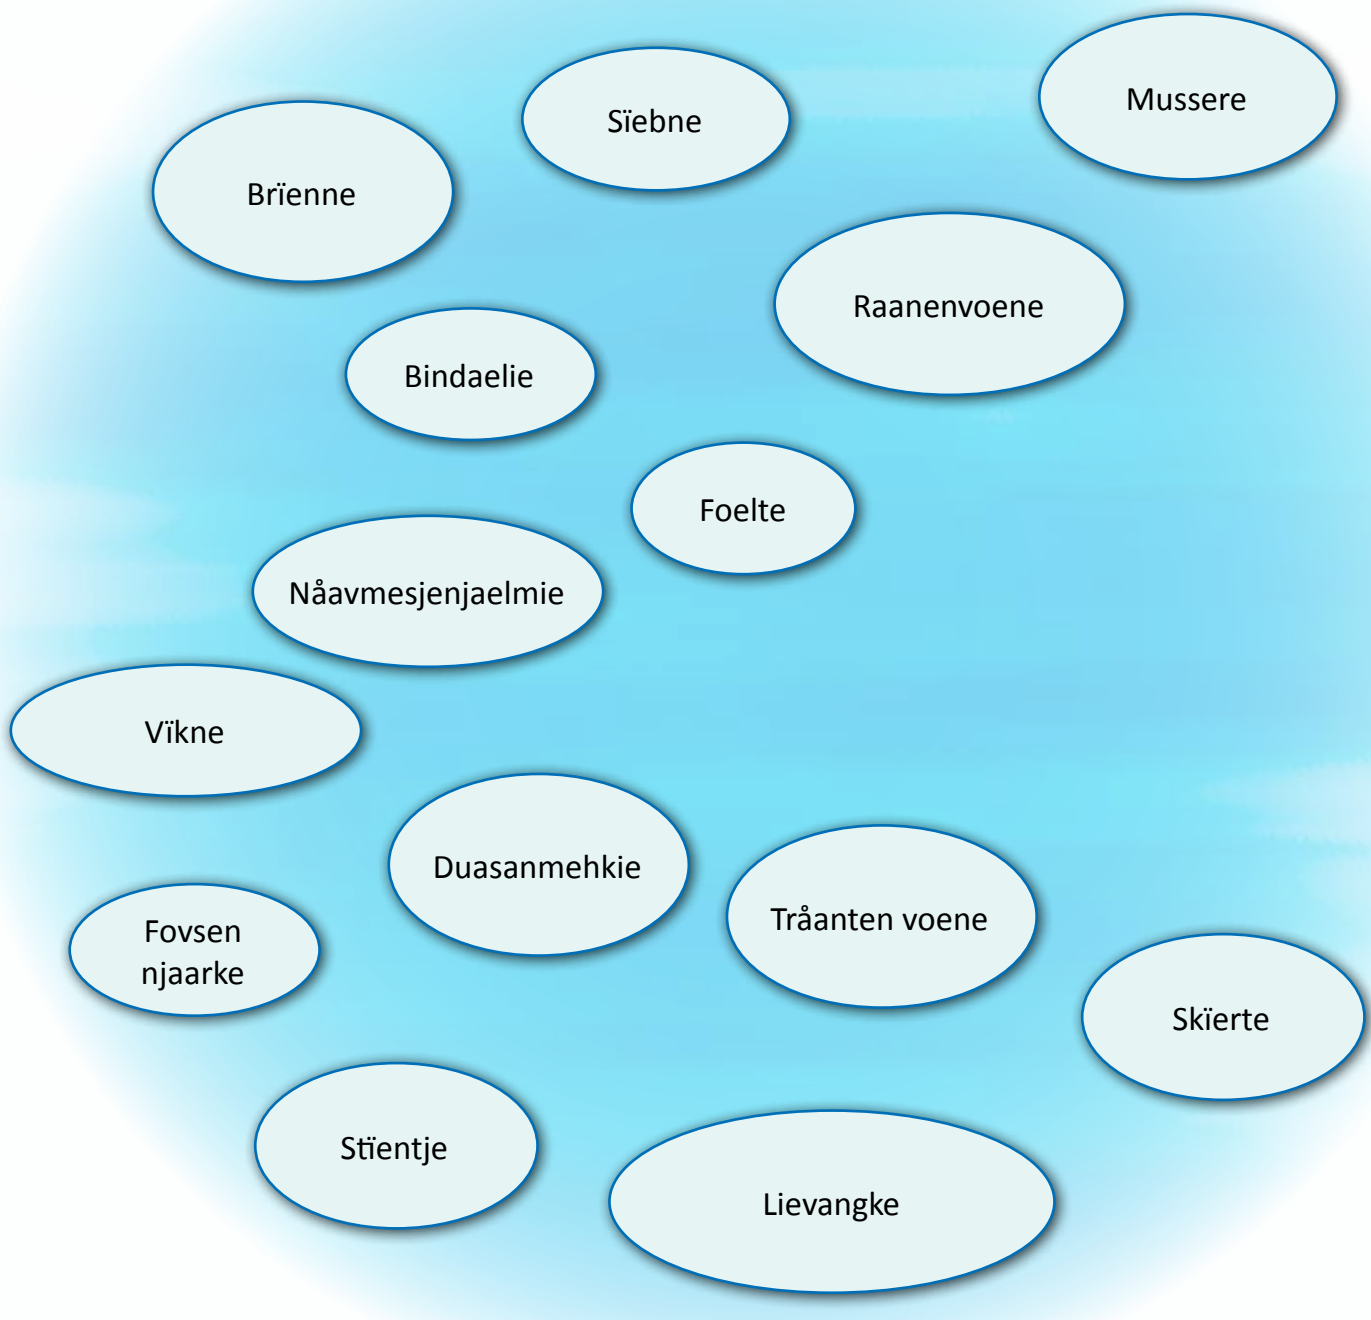 Mussere
Sïebne
Brïenne
Raanenvoene
Bindaelie
Foelte
Nåavmesjenjaelmie
Vïkne
Duasanmehkie
Tråanten voene
Fovsen
njaarke
Skïerte
Stïentje
Lievangke